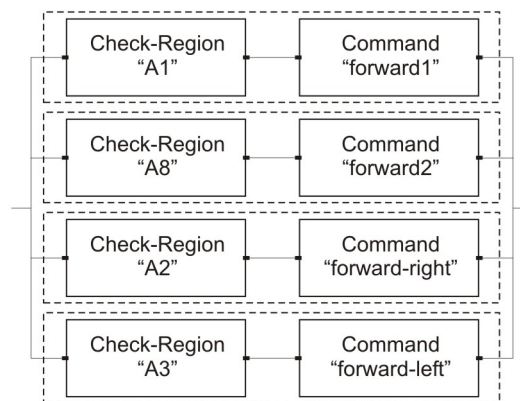 Check-Region
“A1”
Command
“forward1”
Check-Region
“A8”
Command
“forward2”
Check-Region
“A2”
Command
“forward-right”
Check-Region
“A3”
Command
“forward-left”